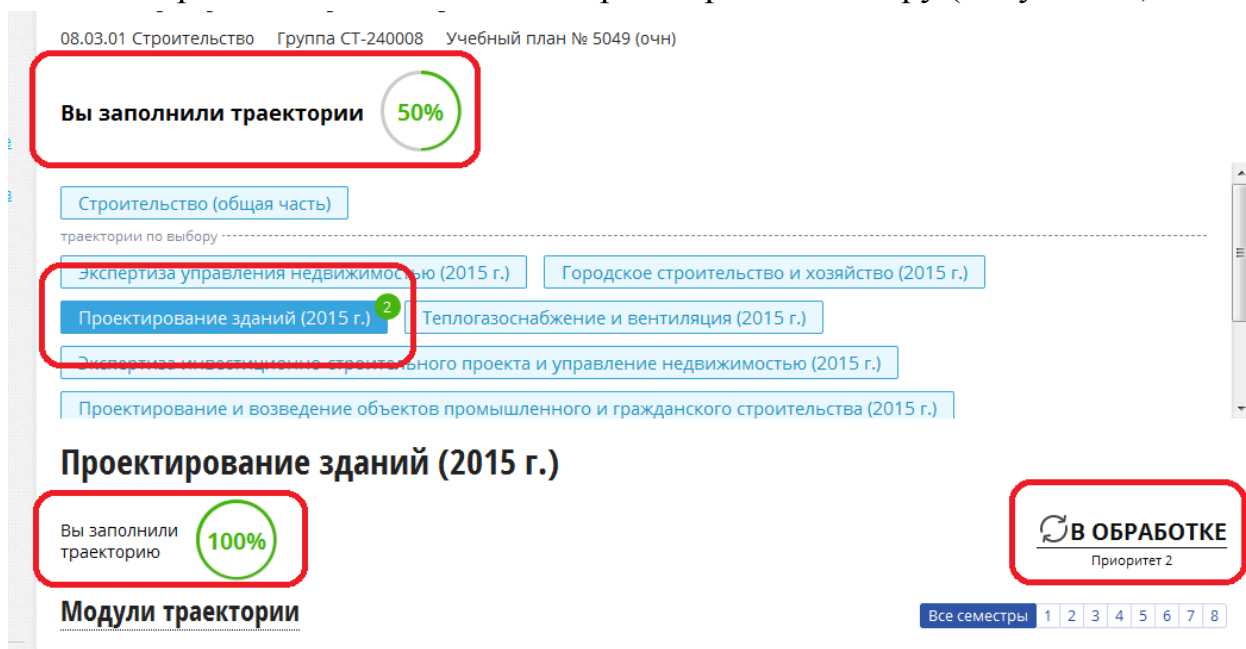 08.03.01 Строительство Группа СТ-240008 Учебный план № 5049 (очн)
Вы заполнили траектории 50%
Строительство (общая часть)
траектории по выбору
Экспертиза управления недвижимостью (2015 г.) Городское строительство и хозяйство (2015 г.)
Проектирование зданий (2015 г.) 2 Теплогазоснабжение и вентиляция (2015 г.)
Экспертиза инвестиционно-строительного проекта и управление недвижимостью (2015 г.)
Проектирование и возведение объектов промышленного и гражданского строительства (2015 г.)
Проектирование зданий (2015 г.)
Вы заполнили
траекторию 100%
В ОБРАБОТКЕ
Приоритет 2
Модули траектории
Все семестры 1 2 3 4 5 6 7 8